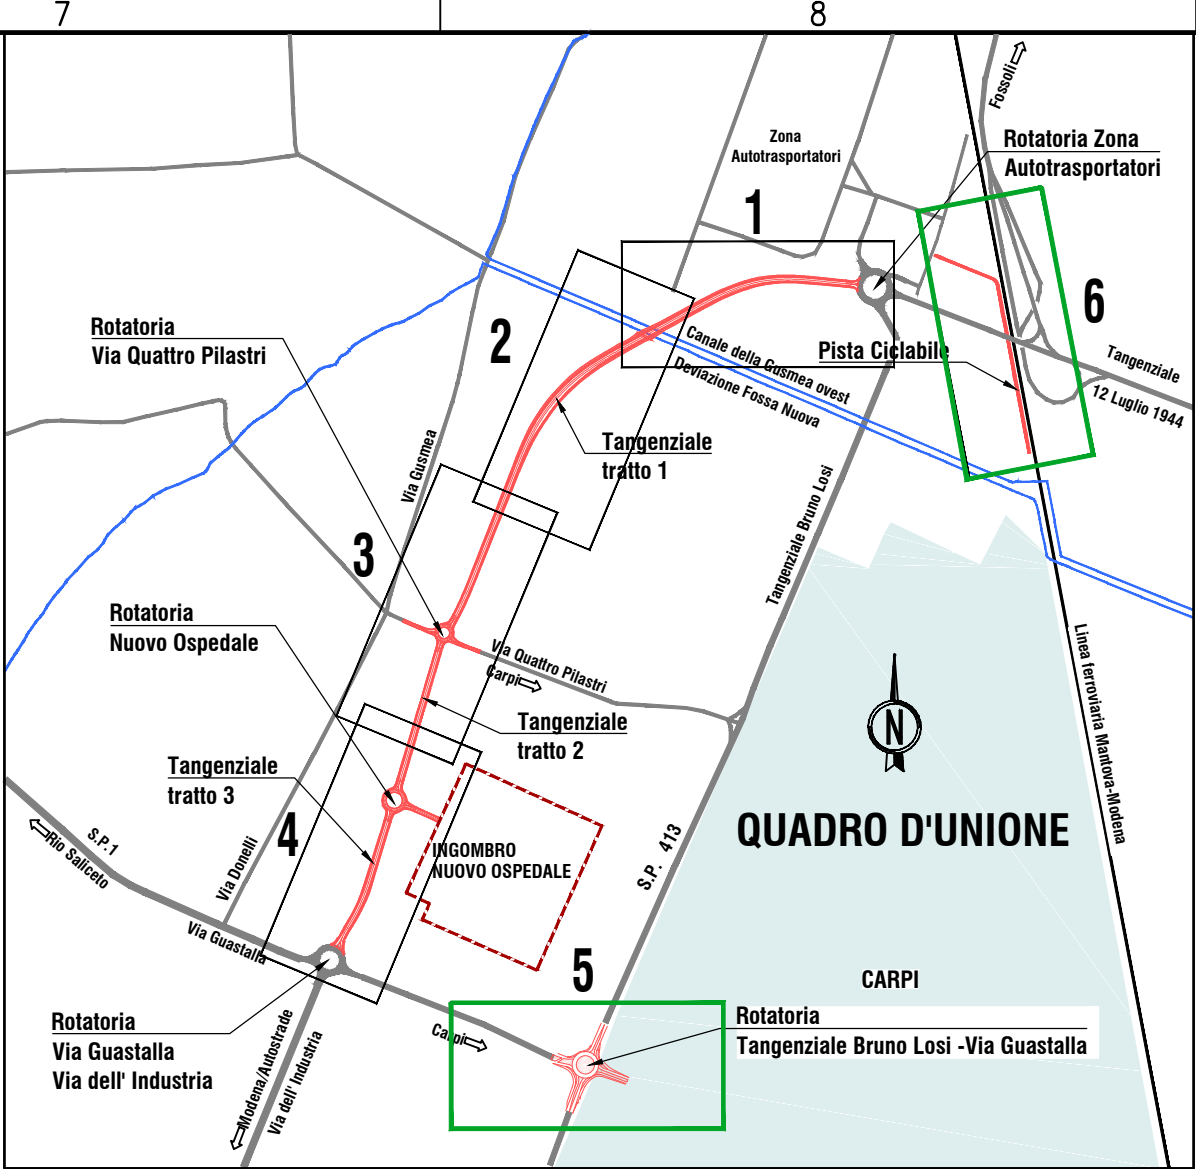 7
8
Fossoli
Zona
Autotrasportatori
Rotatoria Zona
Autotrasportatori
1
6
2
Rotatoria
Via Quattro Pilastri
Canale della Gusmea ovest
Deviazione Fossa Nuova
Pista Ciclabile
Tangenziale
12 Luglio 1944
Tangenziale
tratto 1
Via Gusmea
Tangenziale Bruno Losi
3
Rotatoria
Nuovo Ospedale
Via Quattro Pilastri
Carpi
Linea ferroviaria Mantova-Modena
N
Tangenziale
tratto 2
Tangenziale
tratto 3
4
S.P.1
Rio Saliceto
Via Donelli
INGOMBRO
NUOVO OSPEDALE
S.P. 413
QUADRO D'UNIONE
Via Guastalla
5
CARPI
Rotatoria
Via Guastalla
Via dell' Industria
Modena/Autostrade
Via dell' Industria
Carpi
Rotatoria
Tangenziale Bruno Losi -Via Guastalla